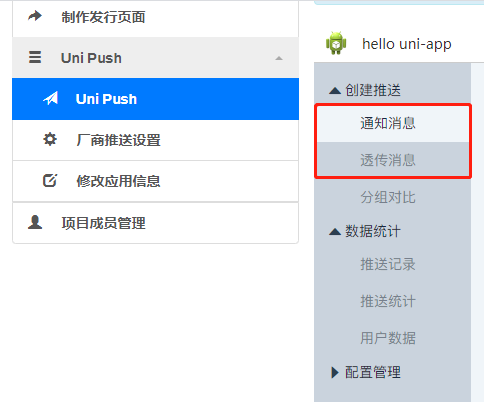 制作发行页面
Uni Push
Uni Push
厂商推送设置
修改应用信息
项目成员管理
hello uni-app
创建推送
通知消息
透传消息
分组对比
数据统计
推送记录
推送统计
用户数据
配置管理